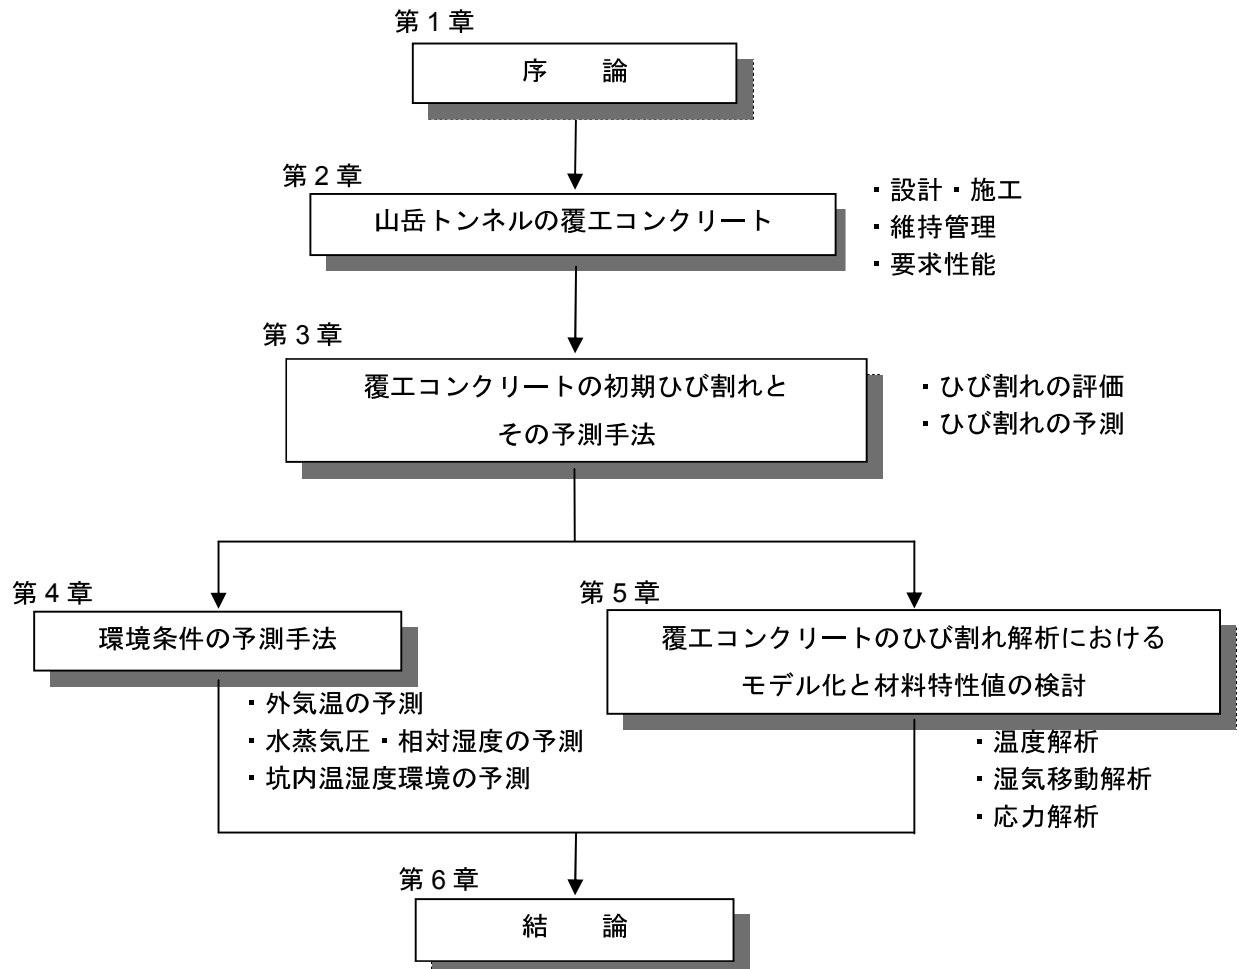 第1章
序　　論
第2章
山岳トンネルの覆工コンクリート
・設計・施工
・維持管理
・要求性能
第3章
覆工コンクリートの初期ひび割れと
その予測手法
・ひび割れの評価
・ひび割れの予測
第4章
環境条件の予測手法
・外気温の予測
・水蒸気圧・相対湿度の予測
・坑内温湿度環境の予測
第5章
覆工コンクリートのひび割れ解析における
モデル化と材料特性値の検討
・温度解析
・湿気移動解析
・応力解析
第6章
結　　論